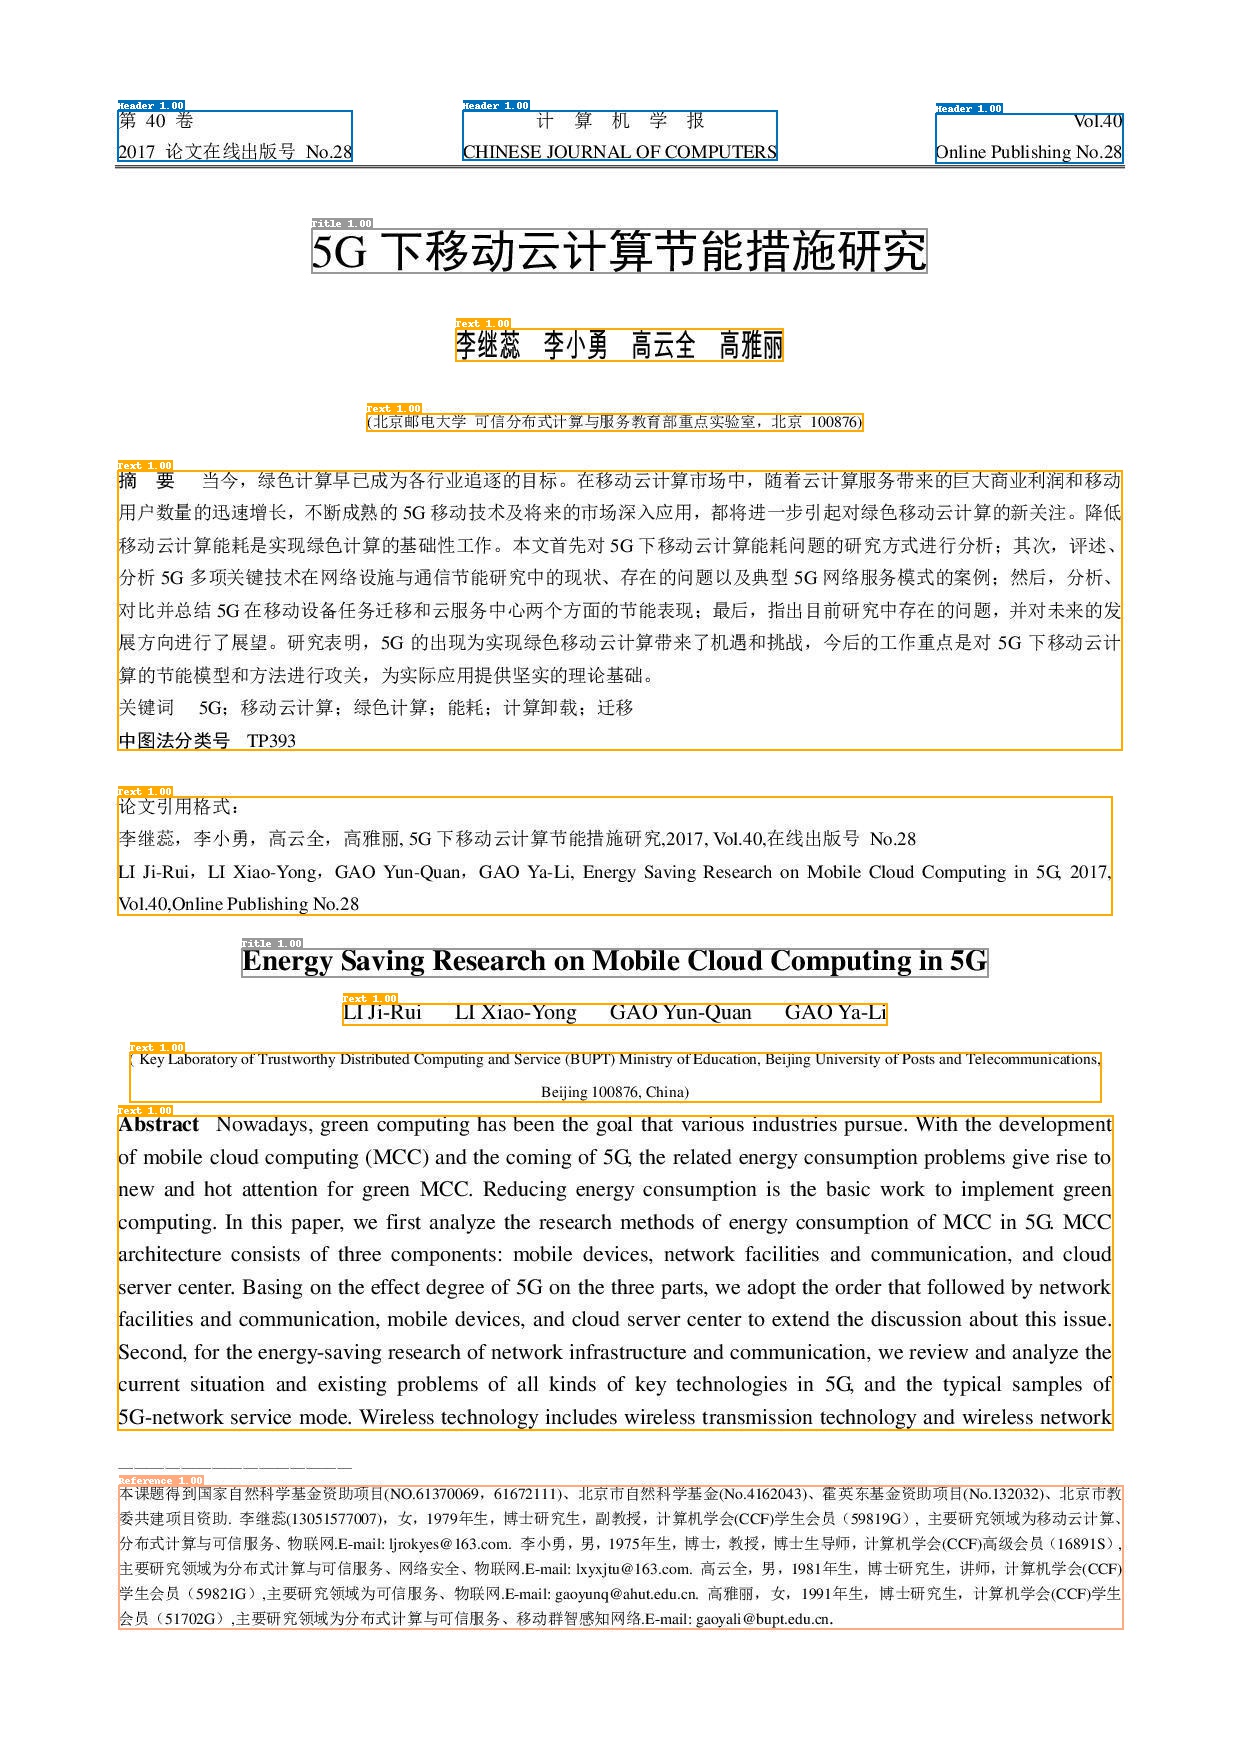 Header 1.00
Header 1.00
Header 1.00
第 40 卷
计 算 机 学 报
Vol.40
2017 论文在线出版号 No.28
CHINESE JOURNAL OF COMPUTERS
Online Publishing No.28
Title 1.00
5G 下移动云计算节能措施研究
Text 1.00
李继蕊 李小勇 高云全 高雅丽
Text 1.00
(北京邮电大学 可信分布式计算与服务教育部重点实验室，北京 100876)
Text 1.00
摘 要 当今，绿色计算早已成为各行业追逐的目标。在移动云计算市场中，随着云计算服务带来的巨大商业利润和移动
用户数量的迅速增长，不断成熟的 5G 移动技术及将来的市场深入应用，都将进一步引起对绿色移动云计算的新关注。降低
移动云计算能耗是实现绿色计算的基础性工作。本文首先对 5G 下移动云计算能耗问题的研究方式进行分析；其次，评述、
分析 5G 多项关键技术在网络设施与通信节能研究中的现状、存在的问题以及典型 5G 网络服务模式的案例；然后，分析、
对比并总结 5G 在移动设备任务迁移和云服务中心两个方面的节能表现；最后，指出目前研究中存在的问题，并对未来的发
展方向进行了展望。研究表明，5G 的出现为实现绿色移动云计算带来了机遇和挑战，今后的工作重点是对 5G 下移动云计
算的节能模型和方法进行攻关，为实际应用提供坚实的理论基础。
关键词 5G；移动云计算；绿色计算；能耗；计算卸载；迁移
中图法分类号 TP393
Text 1.00
论文引用格式：
李继蕊，李小勇，高云全，高雅丽, 5G 下移动云计算节能措施研究,2017, Vol.40,在线出版号 No.28
LI Ji-Rui，LI Xiao-Yong，GAO Yun-Quan，GAO Ya-Li, Energy Saving Research on Mobile Cloud Computing in 5G, 2017,
Vol.40,Online Publishing No.28
Title 1.00
Energy Saving Research on Mobile Cloud Computing in 5G
Text 1.00
LI Ji-Rui LI Xiao-Yong GAO Yun-Quan GAO Ya-Li
Text 1.00
( Key Laboratory of Trustworthy Distributed Computing and Service (BUPT) Ministry of Education, Beijing University of Posts and Telecommunications,
Beijing 100876, China)
Text 1.00
Abstract Nowadays, green computing has been the goal that various industries pursue. With the development
of mobile cloud computing (MCC) and the coming of 5G, the related energy consumption problems give rise to
new and hot attention for green MCC. Reducing energy consumption is the basic work to implement green
computing. In this paper, we first analyze the research methods of energy consumption of MCC in 5G. MCC
architecture consists of three components: mobile devices, network facilities and communication, and cloud
server center. Basing on the effect degree of 5G on the three parts, we adopt the order that followed by network
facilities and communication, mobile devices, and cloud server center to extend the discussion about this issue.
Second, for the energy-saving research of network infrastructure and communication, we review and analyze the
current situation and existing problems of all kinds of key technologies in 5G, and the typical samples of
5G-network service mode. Wireless technology includes wireless transmission technology and wireless network
Reference 1.00
本课题得到国家自然科学基金资助项目(NO.61370069，61672111)、北京市自然科学基金(No.4162043)、霍英东基金资助项目(No.132032)、北京市教
委共建项目资助. 李继蕊(13051577007)，女，1979年生，博士研究生，副教授，计算机学会(CCF)学生会员（59819G）, 主要研究领域为移动云计算、
分布式计算与可信服务、物联网.E-mail: ljrokyes@163.com. 李小勇，男，1975年生，博士，教授，博士生导师，计算机学会(CCF)高级会员（16891S）,
主要研究领域为分布式计算与可信服务、网络安全、物联网.E-mail: lxyxjtu@163.com. 高云全，男，1981年生，博士研究生，讲师，计算机学会(CCF)
学生会员（59821G）,主要研究领域为可信服务、物联网.E-mail: gaoyunq@ahut.edu.cn. 高雅丽，女，1991年生，博士研究生，计算机学会(CCF)学生
会员（51702G）,主要研究领域为分布式计算与可信服务、移动群智感知网络.E-mail: gaoyali@bupt.edu.cn.